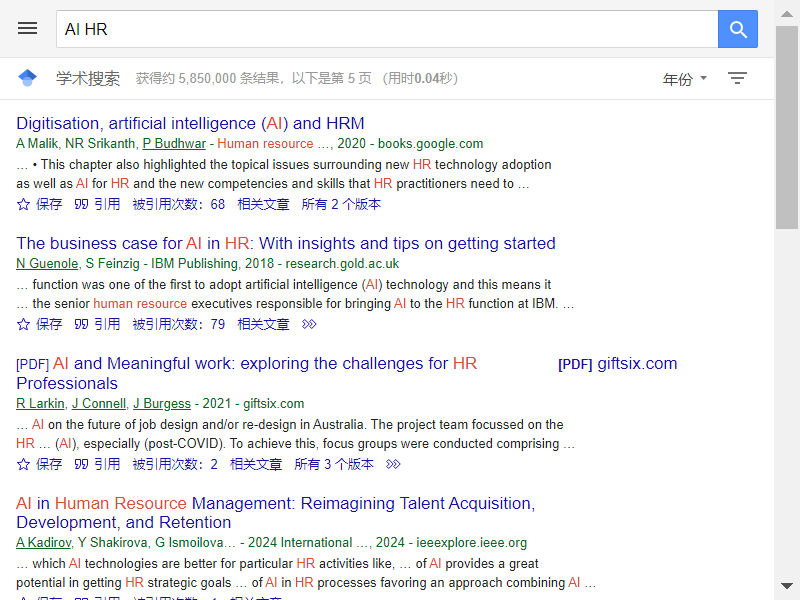 AI HR
学术搜索 获得约 5,850,000 条结果，以下是第 5 页 （用时0.04秒） 年份
Digitisation, artificial intelligence (AI) and HRM
A Malik, NR Srikanth, P Budhwar - Human resource …, 2020 - books.google.com
… • This chapter also highlighted the topical issues surrounding new HR technology adoption
as well as AI for HR and the new competencies and skills that HR practitioners need to …
保存 引用 被引用次数：68 相关文章 所有 2 个版本
The business case for AI in HR: With insights and tips on getting started
N Guenole, S Feinzig - IBM Publishing, 2018 - research.gold.ac.uk
… function was one of the first to adopt artificial intelligence (AI) technology and this means it
… the senior human resource executives responsible for bringing AI to the HR function at IBM. …
保存 引用 被引用次数：79 相关文章
[PDF] AI and Meaningful work: exploring the challenges for HR
Professionals
[PDF] giftsix.com
R Larkin, J Connell, J Burgess - 2021 - giftsix.com
… AI on the future of job design and/or re-design in Australia. The project team focussed on the
HR … (AI), especially (post-COVID). To achieve this, focus groups were conducted comprising …
保存 引用 被引用次数：2 相关文章 所有 3 个版本
AI in Human Resource Management: Reimagining Talent Acquisition,
Development, and Retention
A Kadirov, Y Shakirova, G Ismoilova… - 2024 International …, 2024 - ieeexplore.ieee.org
… which AI technologies are better for particular HR activities like, … of AI provides a great
potential in getting HR strategic goals … of AI in HR processes favoring an approach combining AI …